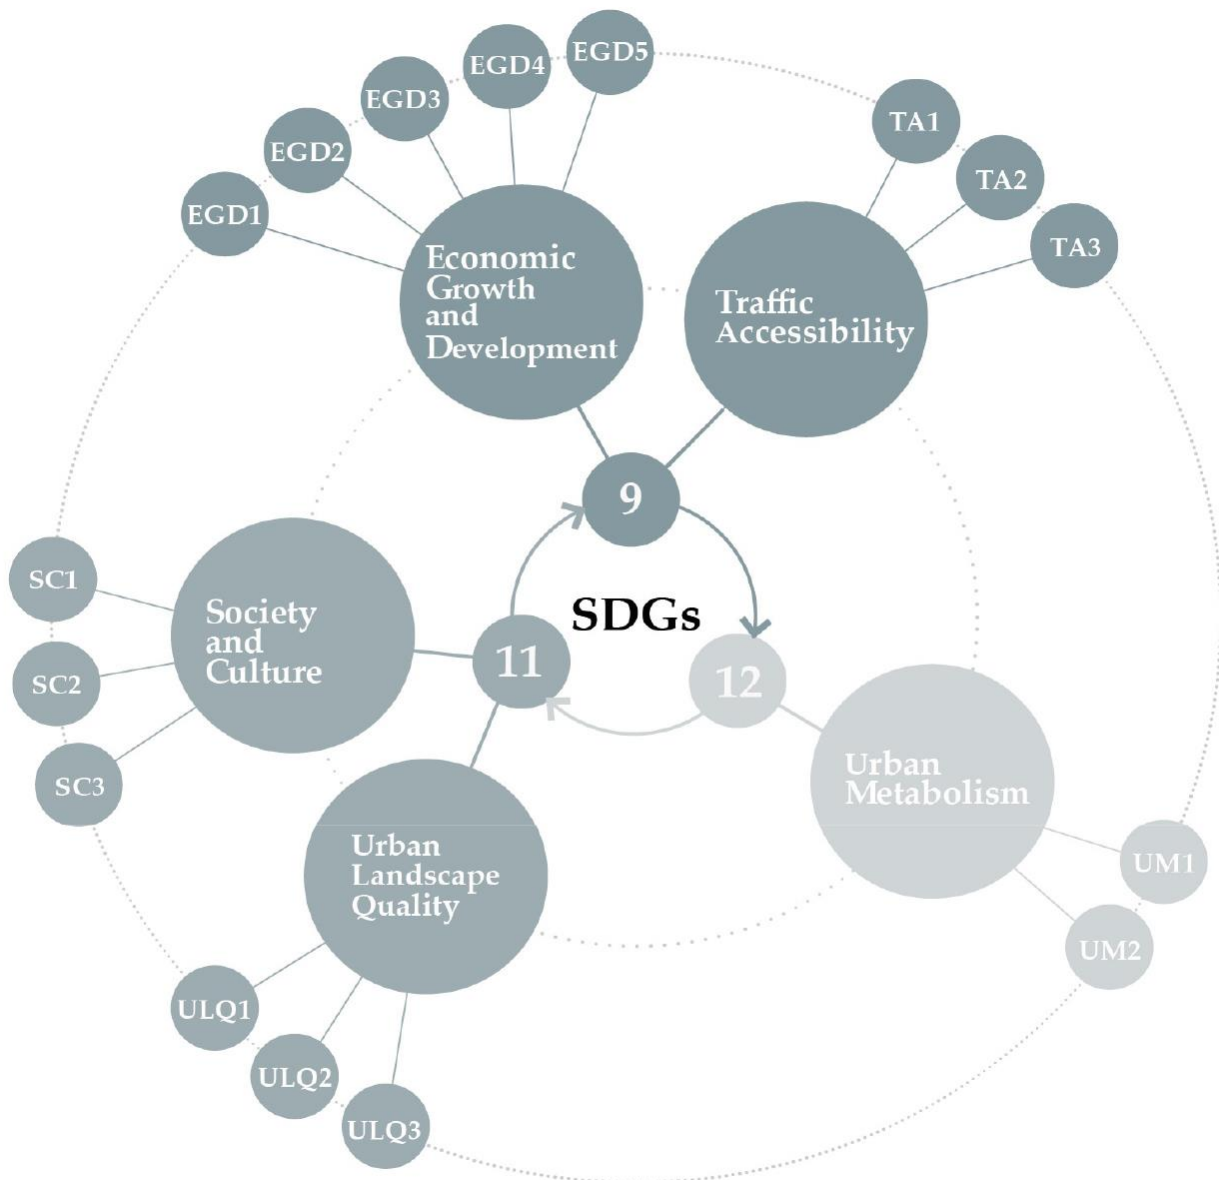 EGD5
EGD4
EGD3
EGD2
EGD1
TA1
TA2
TA3
Economic
Growth
and
Development
Traffic
Accessibility
9
SDGs
11
12
SC1
SC2
SC3
Society
and
Culture
Urban
Metabolism
UM1
UM2
Urban
Landscape
Quality
ULQ1
ULQ2
ULQ3